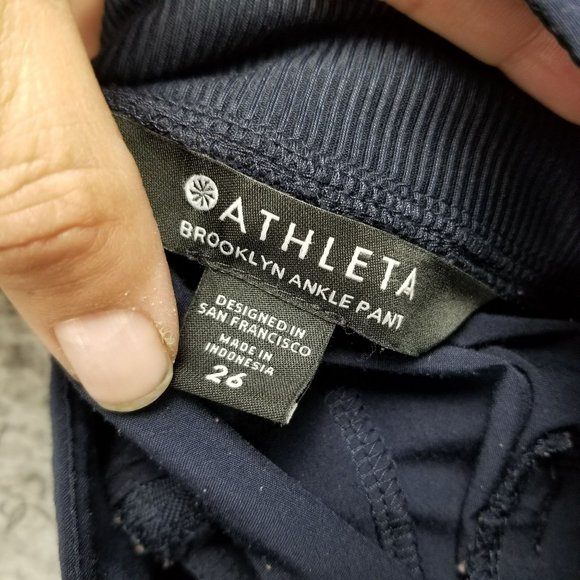 ATHLETA
BROOKLYN ANKLE PANT
DESIGNED IN
SAN FRANCISCO
MADE IN
INDONESIA
26